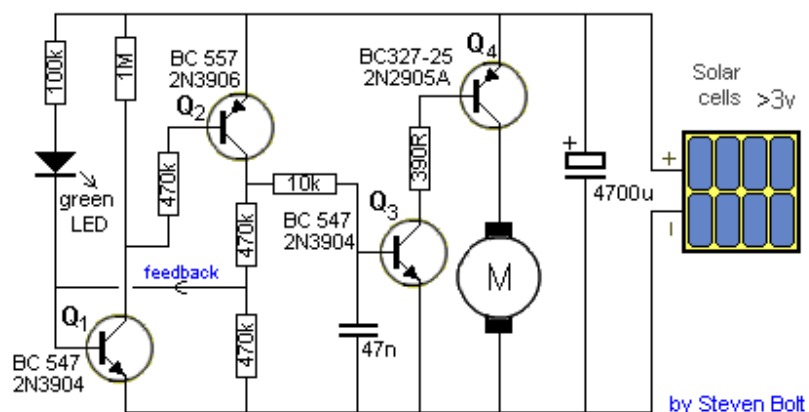 BC 557
2N3906
Q2
100k
1M
BC327-25
2N2905A
Q4
Solar
cells >3v
+
green
LED
470k
10k
390R
+
4700u
BC 547
2N3904
Q3
470k
M
−
feedback
Q1
BC 547
2N3904
470k
47n
by Steven Bolt